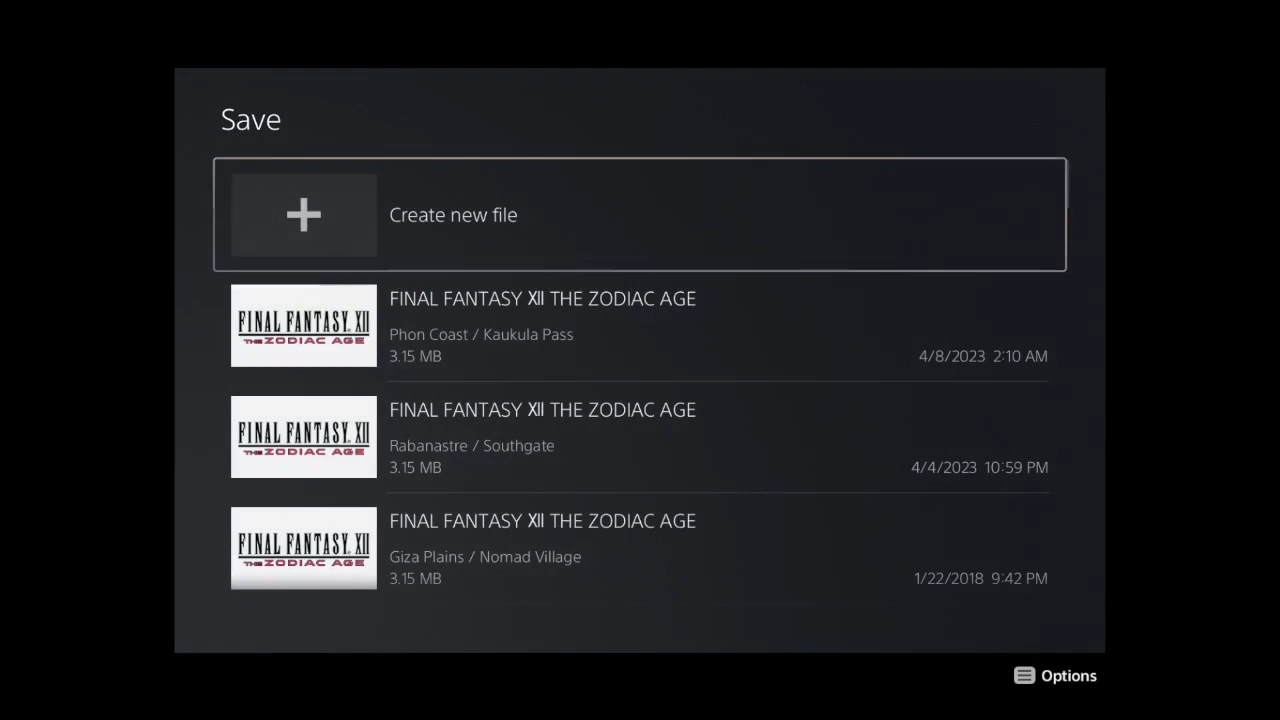 Save
Create new file
FINAL FANTASY XII THE ZODIAC AGE
Phon Coast / Kaukula Pass
3.15 MB 4/8/2023 2:10 AM
FINAL FANTASY XII
THE ZODIAC AGE
FINAL FANTASY XII THE ZODIAC AGE
Rabanastre / Southgate
3.15 MB 4/4/2023 10:59 PM
FINAL FANTASY XII
THE ZODIAC AGE
FINAL FANTASY XII THE ZODIAC AGE
Giza Plains / Nomad Village
3.15 MB 1/22/2018 9:42 PM
FINAL FANTASY XII
THE ZODIAC AGE
Options